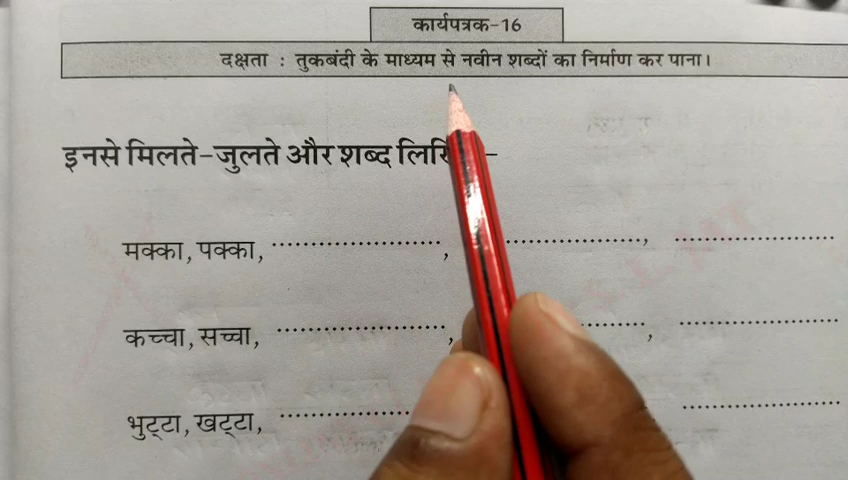 कार्यपत्रक-16
दक्षता : तुकबंदी के माध्यम से नवीन शब्दों का निर्माण कर पाना।
इनसे मिलते-जुलते और शब्द
मक्का, पक्का, ........................, ........................, ........................
कच्चा, सच्चा, ........................, ........................, ........................
भुट्टा, खट्टा, ........................ ........................